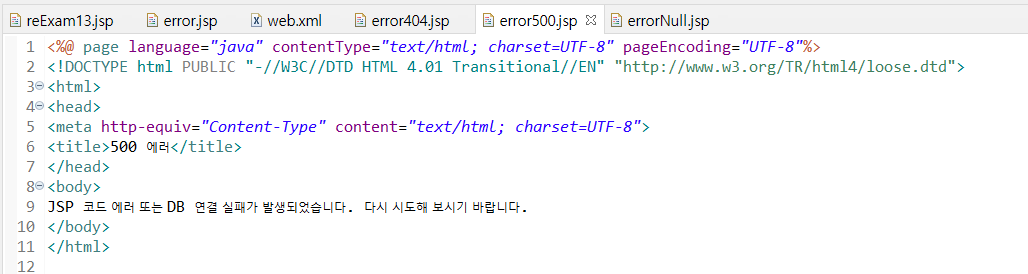 reExam13.jsp error.jsp web.xml error404.jsp error500.jsp errorNull.jsp
1 <%@ page language="java" contentType="text/html; charset=UTF-8" pageEncoding="UTF-8"%>
2 <!DOCTYPE html PUBLIC "-//W3C//DTD HTML 4.01 Transitional//EN" "http://www.w3.org/TR/html4/loose.dtd">
3 <html>
4 <head>
5 <meta http-equiv="Content-Type" content="text/html; charset=UTF-8">
6 <title>500 에러</title>
7 </head>
8 <body>
9 JSP 코드 에러 또는 DB 연결 실패가 발생되었습니다. 다시 시도해 보시기 바랍니다.
10 </body>
11 </html>
12